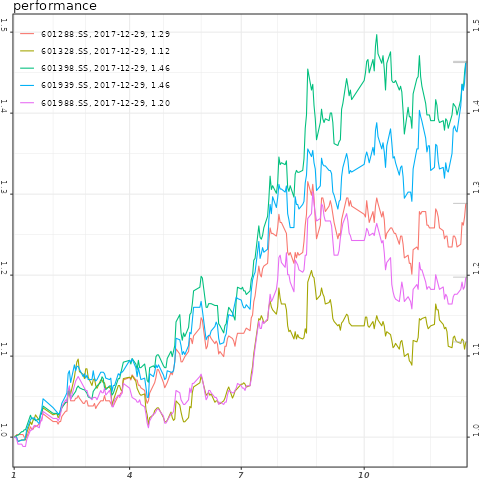 performance
601288.SS, 2017-12-29, 1.29
601328.SS, 2017-12-29, 1.12
601398.SS, 2017-12-29, 1.46
601939.SS, 2017-12-29, 1.46
601988.SS, 2017-12-29, 1.20
1.5 1.5
1.4 1.4
1.3 1.3
1.2 1.2
1.1 1.1
1.0 1.0
1 4 7 10